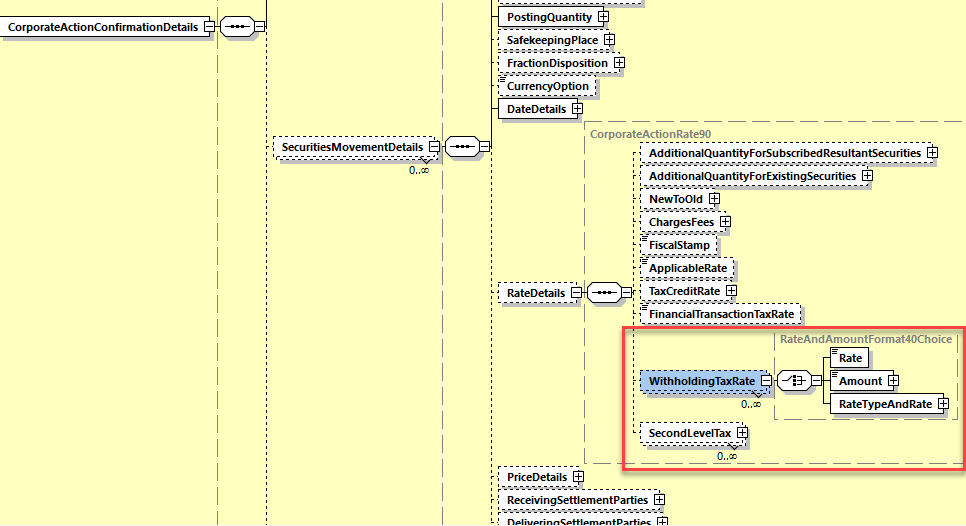 PostingQuantity
CorporateActionConfirmationDetails
SafekeepingPlace
FractionDisposition
CurrencyOption
DateDetails
CorporateActionRate90
SecuritiesMovementDetails
0..∞
AdditionalQuantityForSubscribedResultantSecurities
AdditionalQuantityForExistingSecurities
NewToOld
ChargesFees
FiscalStamp
ApplicableRate
RateDetails
TaxCreditRate
FinancialTransactionTaxRate
RateAndAmountFormat40Choice
Rate
WithholdingTaxRate
0..∞
Amount
RateTypeAndRate
SecondLevelTax
0..∞
PriceDetails
ReceivingSettlementParties
DeliveringSettlementParties